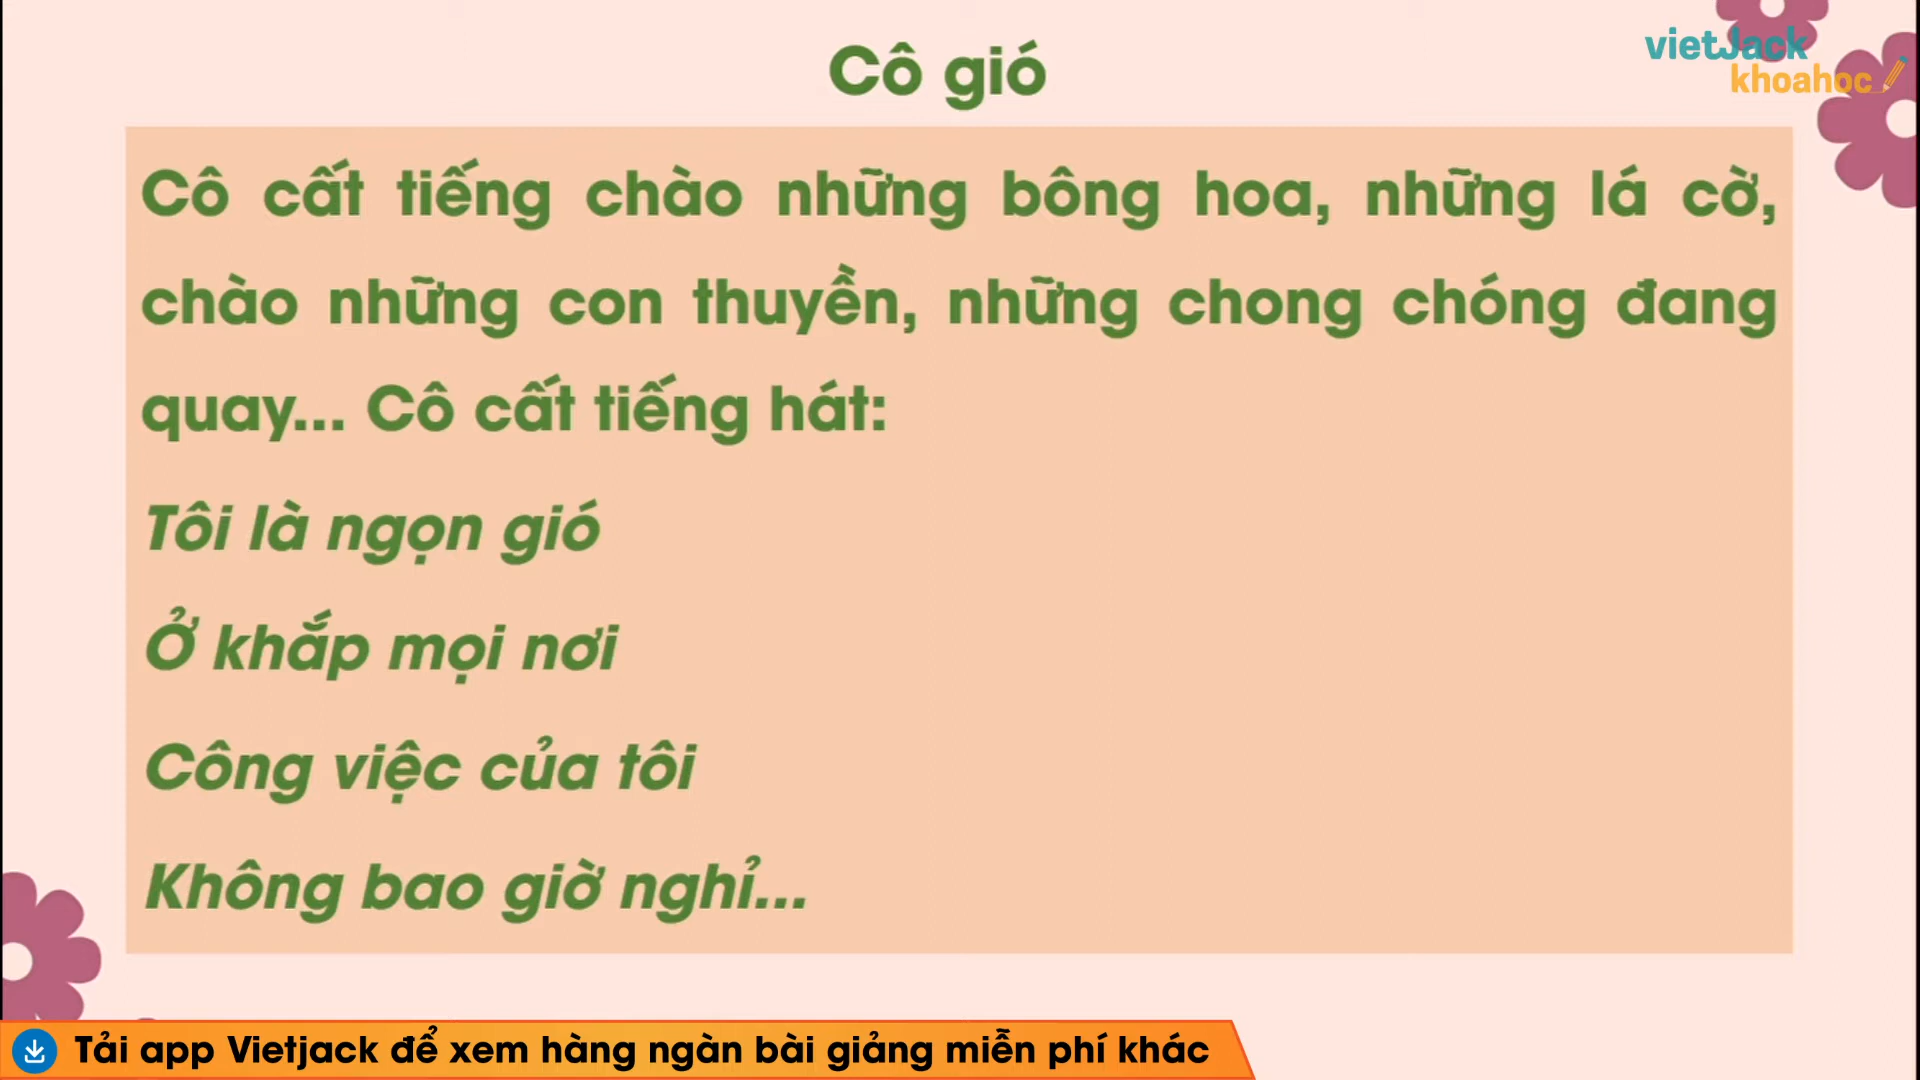 Cô gió
vietJack
khoahoc
Cô cất tiếng chào những bông hoa, những lá cờ,
chào những con thuyền, những chong chóng đang
quay... Cô cất tiếng hát:
Tôi là ngọn gió
Ở khắp mọi nơi
Công việc của tôi
Không bao giờ nghỉ...
Tải app Vietjack để xem hàng ngàn bài giảng miễn phí khác